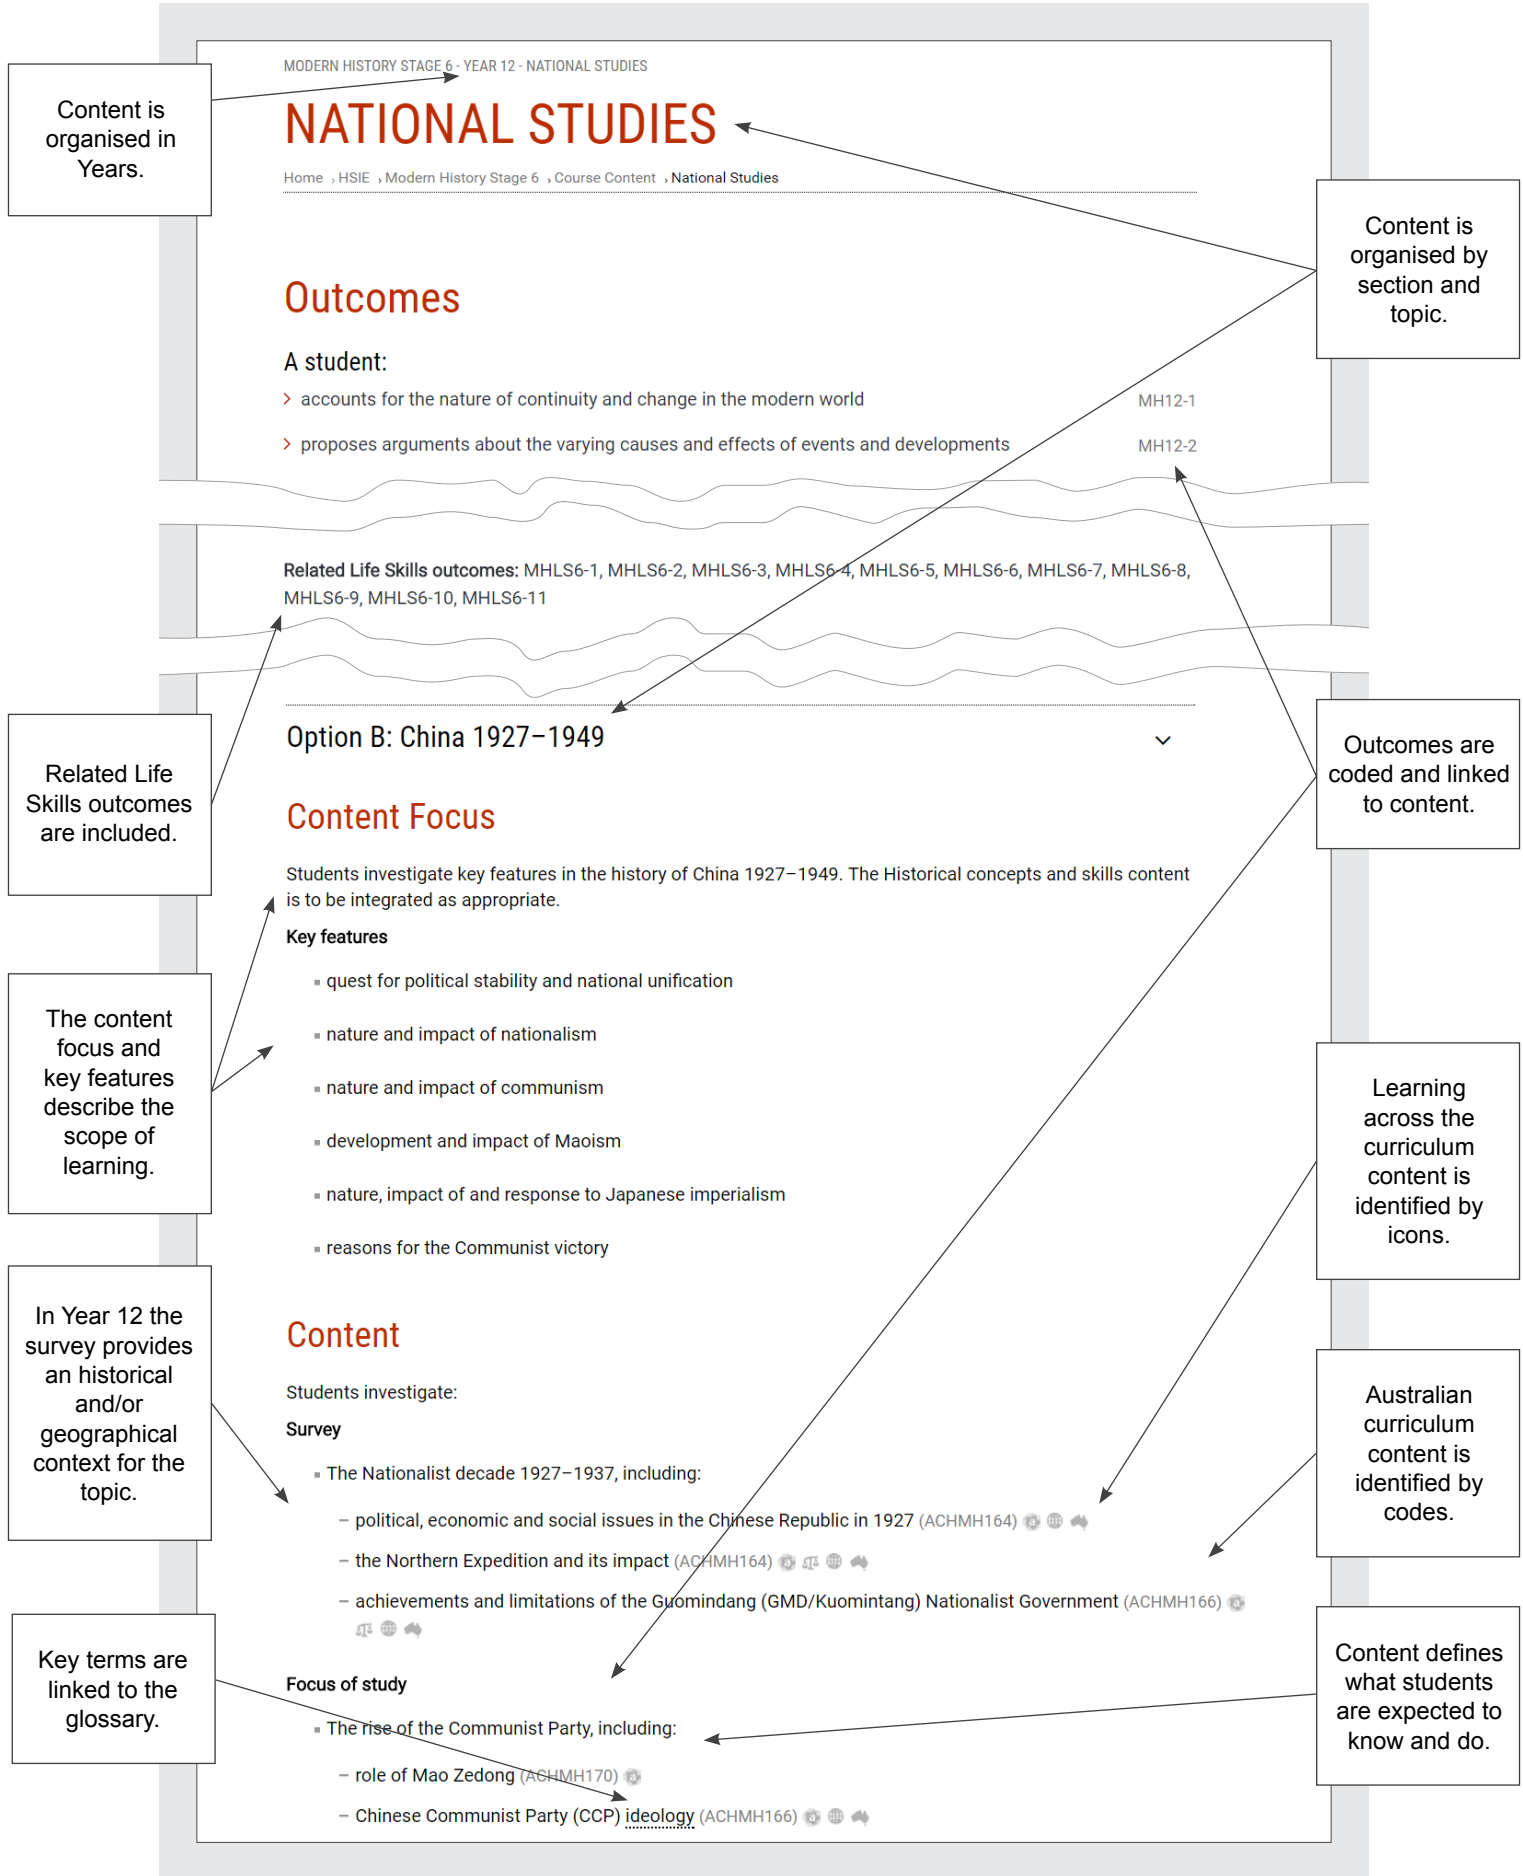 MODERN HISTORY STAGE 6 - YEAR 12 - NATIONAL STUDIES
NATIONAL STUDIES
Home › HSIE › Modern History Stage 6 › Course Content › National Studies
Content is
organised in
Years.
Content is
organised by
section and
topic.
Outcomes
A student:
> accounts for the nature of continuity and change in the modern world MH12-1
> proposes arguments about the varying causes and effects of events and developments MH12-2
Related Life Skills outcomes: MHLS6-1, MHLS6-2, MHLS6-3, MHLS6-4, MHLS6-5, MHLS6-6, MHLS6-7, MHLS6-8,
MHLS6-9, MHLS6-10, MHLS6-11
Related Life
Skills outcomes
are included.
Option B: China 1927–1949
Outcomes are
coded and linked
to content.
Content Focus
Students investigate key features in the history of China 1927–1949. The Historical concepts and skills content
is to be integrated as appropriate.
Key features
▪ quest for political stability and national unification
▪ nature and impact of nationalism
▪ nature and impact of communism
▪ development and impact of Maoism
▪ nature, impact of and response to Japanese imperialism
▪ reasons for the Communist victory
The content
focus and
key features
describe the
scope of
learning.
Learning
across the
curriculum
content is
identified by
icons.
Content
Students investigate:
Survey
▪ The Nationalist decade 1927–1937, including:
– political, economic and social issues in the Chinese Republic in 1927 (ACHMH164)
– the Northern Expedition and its impact (ACHMH164)
– achievements and limitations of the Guomindang (GMD/Kuomintang) Nationalist Government (ACHMH166)
In Year 12 the
survey provides
an historical
and/or
geographical
context for the
topic.
Australian
curriculum
content is
identified by
codes.
Focus of study
▪ The rise of the Communist Party, including:
– role of Mao Zedong (ACHMH170)
– Chinese Communist Party (CCP) ideology (ACHMH166)
Key terms are
linked to the
glossary.
Content defines
what students
are expected to
know and do.